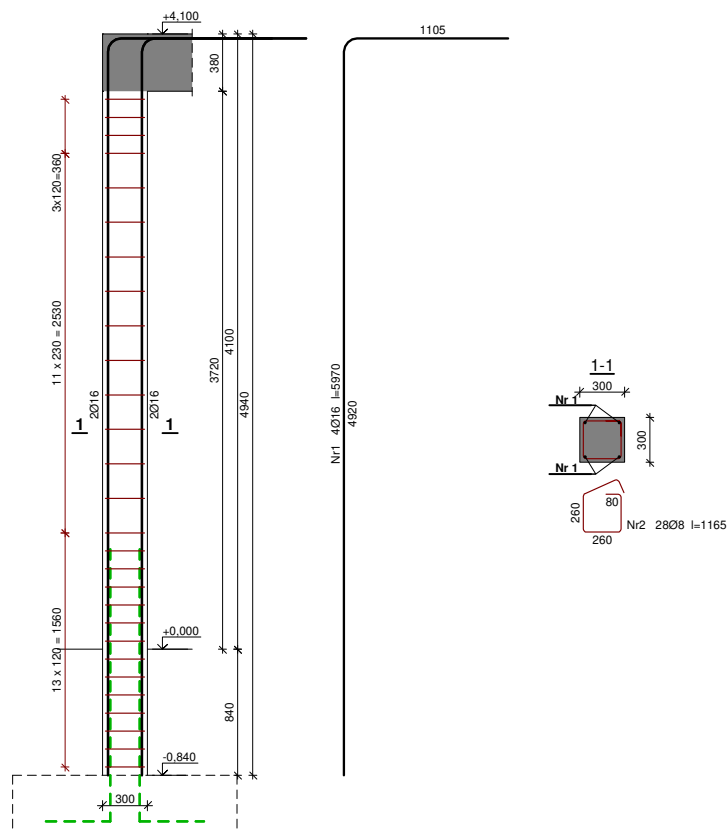 +4,100
380
3x120=360
11 x 230 = 2530
13 x 120 = 1560
2Ø16
2Ø16
1
1
3720
4100
4940
+0,000
840
-0.840
300
1105
Nr1 4Ø16 l=5970
4920
1-1
300
Nr 1
300
Nr 1
80
260
260
Nr2 28Ø8 l=1165